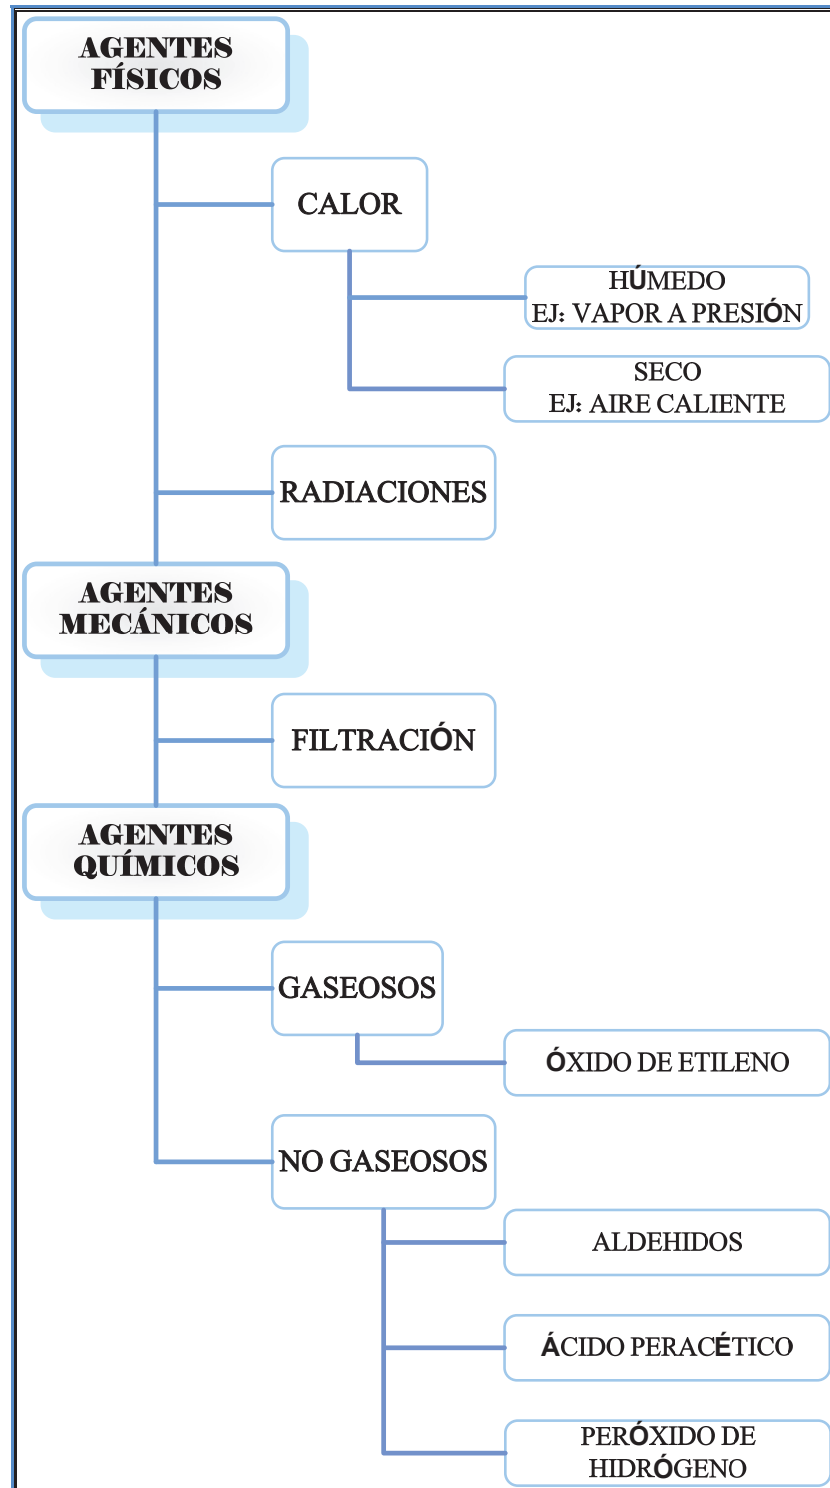 AGENTES
FÍSICOS
CALOR
HÚMEDO
EJ: VAPOR A PRESIÓN
SECO
EJ: AIRE CALIENTE
RADIACIONES
AGENTES
MECÁNICOS
FILTRACIÓN
AGENTES
QUÍMICOS
GASEOSOS
ÓXIDO DE ETILENO
NO GASEOSOS
ALDEHIDOS
ÁCIDO PERACÉTICO
PERÓXIDO DE
HIDRÓGENO